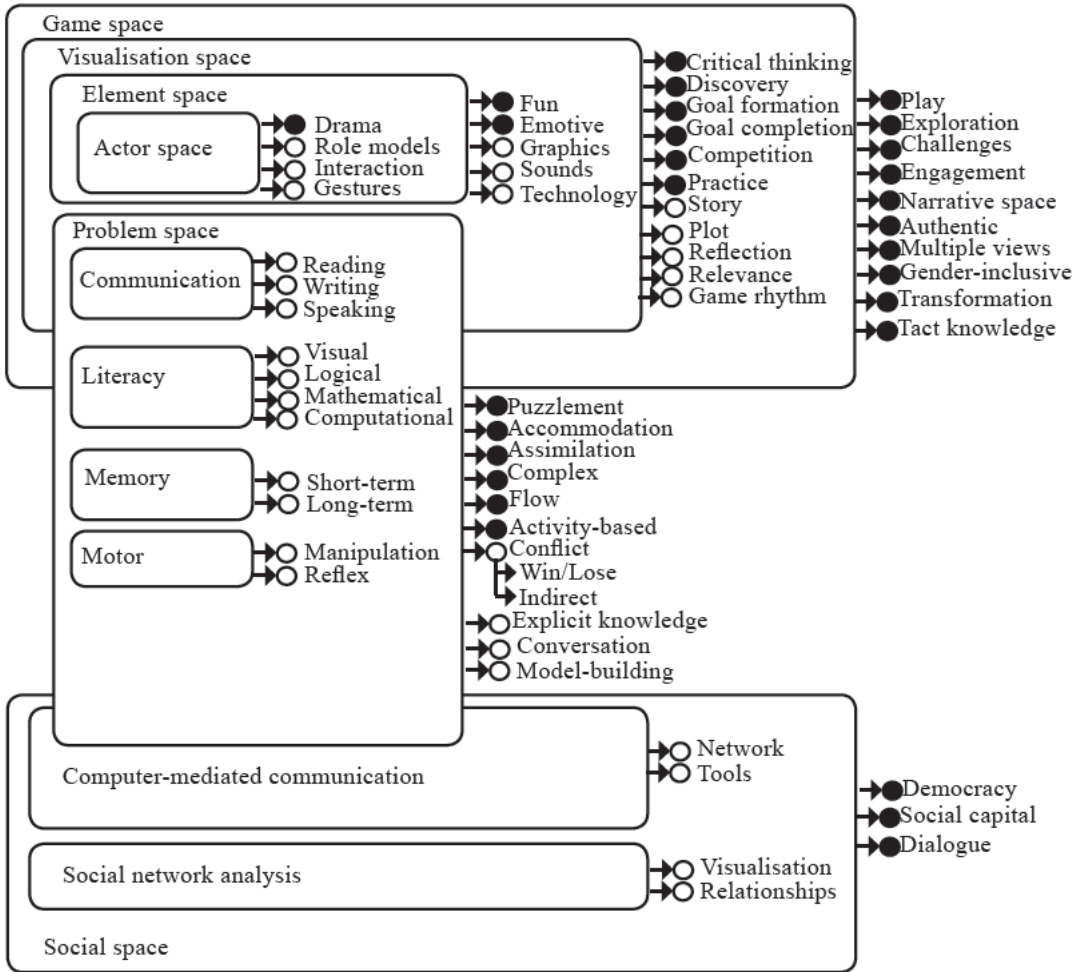 Game space
Visualisation space
Element space
Actor space
Drama
Role models
Interaction
Gestures
Fun
Emotive
Graphics
Sounds
Technology
Critical thinking
Discovery
Goal formation
Goal completion
Competition
Practice
Story
Plot
Reflection
Relevance
Game rhythm
Play
Exploration
Challenges
Engagement
Narrative space
Authentic
Multiple views
Gender-inclusive
Transformation
Tact knowledge
Problem space
Communication
Reading
Writing
Speaking
Literacy
Visual
Logical
Mathematical
Computational
Memory
Short-term
Long-term
Motor
Manipulation
Reflex
Puzzlement
Accommodation
Assimilation
Complex
Flow
Activity-based
Conflict
Win/Lose
Indirect
Explicit knowledge
Conversation
Model-building
Computer-mediated communication
Network
Tools
Social network analysis
Visualisation
Relationships
Social space
Democracy
Social capital
Dialogue